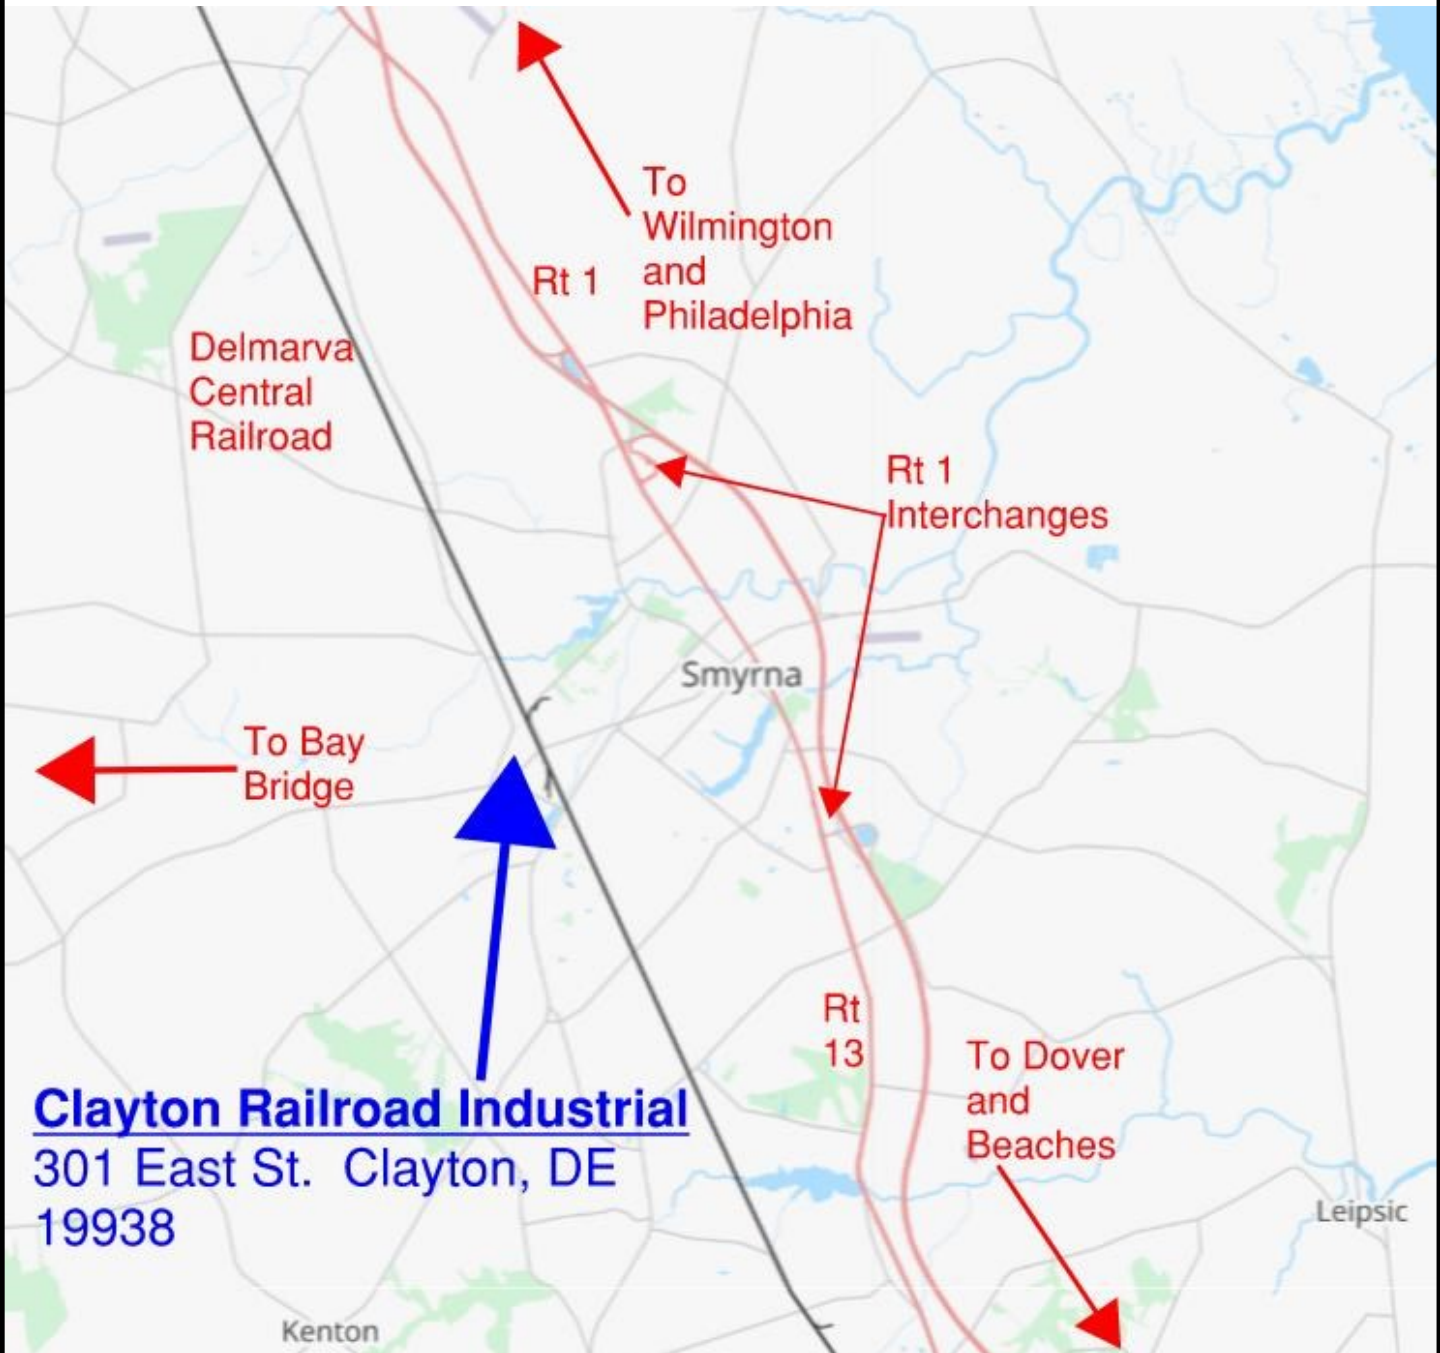 To
Wilmington
and
Philadelphia
Rt 1
Delmarva
Central
Railroad
Rt 1
Interchanges
Smyrna
To Bay
Bridge
Rt
13
To Dover
and
Beaches
Clayton Railroad Industrial
301 East St.  Clayton, DE
19938
Leipsic
Kenton